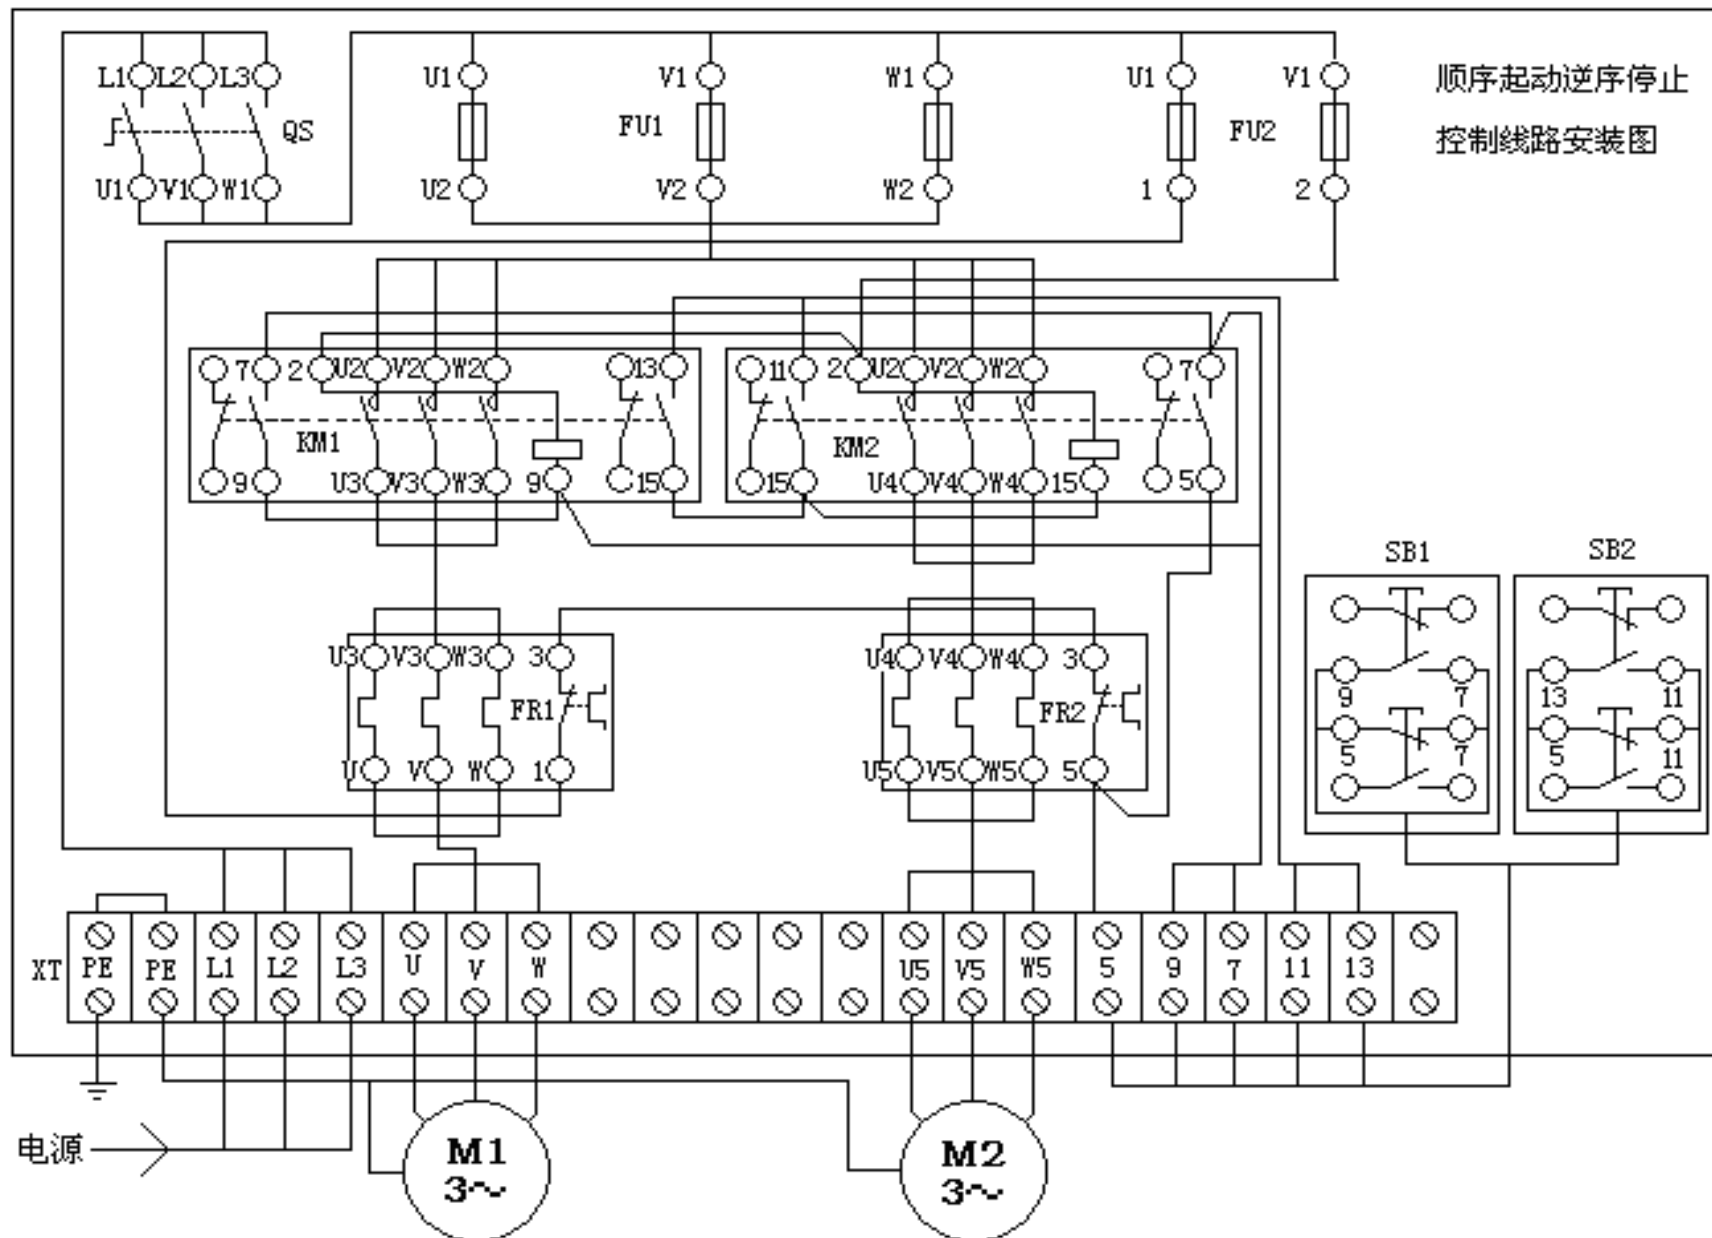 L1 L2 L3 U1 V1 W1 U1 V1 顺序起动逆序停止
QS FU1 FU2 控制线路安装图
U1 V1 W1 U2 V2 W2 1 2
7 2 U2 V2 W2 13 11 2 U2 V2 W2 7
KM1 KM2
9 U3 V3 W3 9 15 15 U4 V4 W4 15 5
SB1 SB2
U3 V3 W3 3 U4 V4 W4 3
9 7 13 11
FR1 FR2
5 7 5 11
U V W 1 U5 V5 W5 5
XT PE PE L1 L2 L3 U V W U5 V5 W5 5 9 7 11 13
电源
M1 M2
3~ 3~